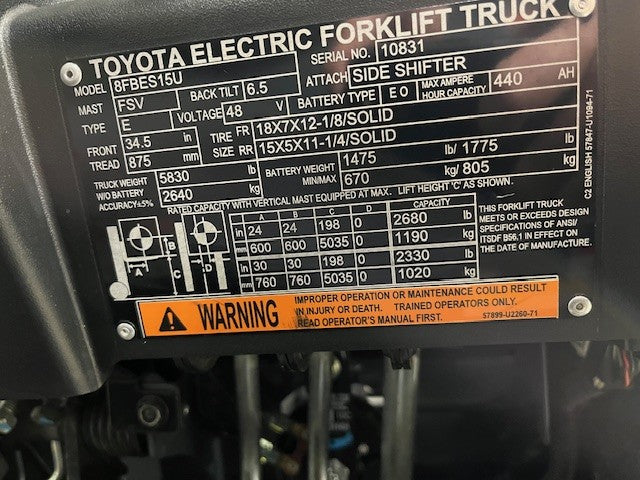 TOYOTA ELECTRIC FORKLIFT TRUCK
MODEL 8FBES15U SERIAL NO. 10831
MAST FSV BACK TILT 6.5 ATTACH SIDE SHIFTER
TYPE E VOLTAGE 48 V BATTERY TYPE E O MAX AMPERE HOUR CAPACITY 440 AH
FRONT TREAD 34.5 in TIRE SIZE FR 18X7X12-1/8/SOLID
875 mm RR 15X5X11-1/4/SOLID
TRUCK WEIGHT W/O BATTERY 5830 lb BATTERY WEIGHT MIN/MAX 1475 lb/ 1775
ACCURACY±5% 2640 kg 670 kg/ 805
RATED CAPACITY WITH VERTICAL MAST EQUIPPED AT MAX. LIFT HEIGHT 'C' AS SHOWN.
A B C D CAPACITY
in 24 24 198 0 2680 lb
mm 600 600 5035 0 1190 kg
in 30 30 198 0 2330 lb
mm 760 760 5035 0 1020 kg
A B C D
THIS FORKLIFT TRUCK
MEETS OR EXCEEDS DESIGN
SPECIFICATIONS OF ANSI/
ITSDF B56.1 IN EFFECT ON
THE DATE OF MANUFACTURE.
C2 ENGLISH 57847-U1094-71
WARNING
IMPROPER OPERATION OR MAINTENANCE COULD RESULT
IN INJURY OR DEATH. TRAINED OPERATORS ONLY.
READ OPERATOR'S MANUAL FIRST. 57899-U2260-71